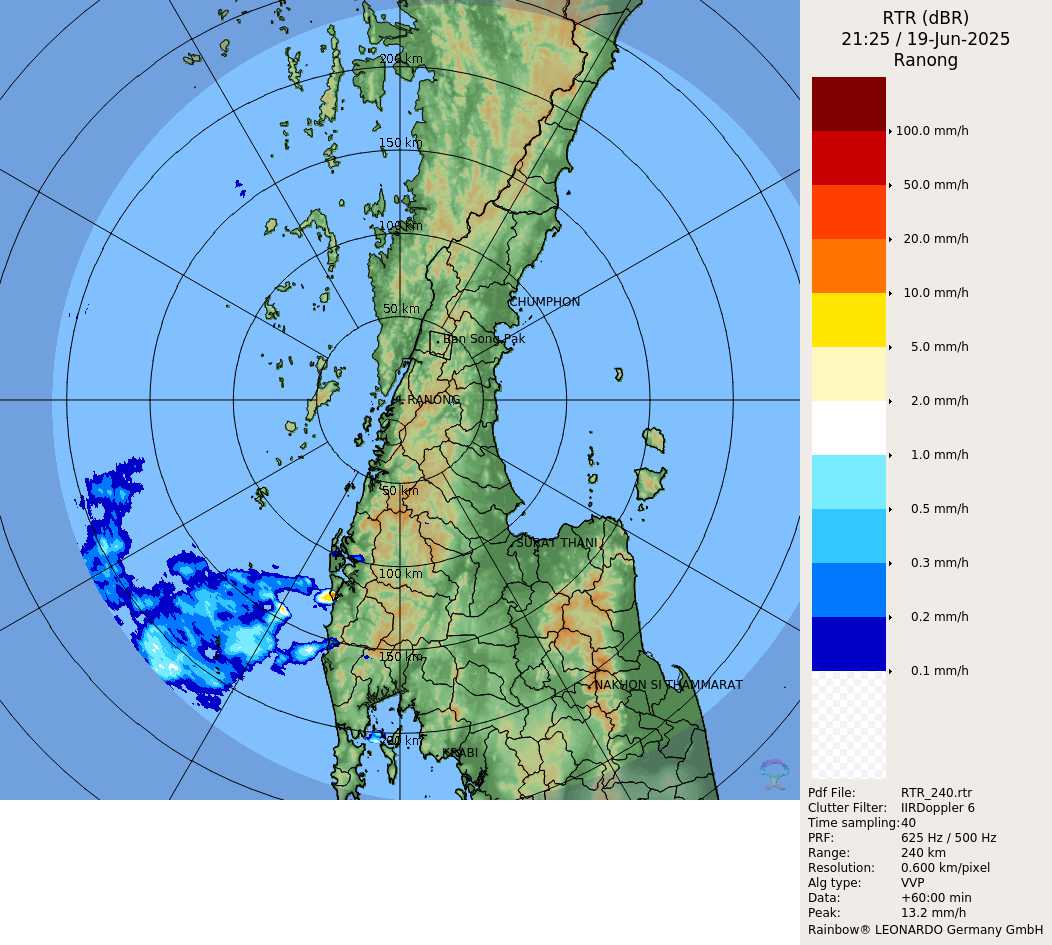 RTR (dBR)
21:25 / 19-Jun-2025
Ranong
100.0 mm/h
50.0 mm/h
20.0 mm/h
10.0 mm/h
5.0 mm/h
2.0 mm/h
1.0 mm/h
0.5 mm/h
0.3 mm/h
0.2 mm/h
0.1 mm/h
Pdf File: RTR_240.rtr
Clutter Filter: IIRDoppler 6
Time sampling: 40
PRF: 625 Hz / 500 Hz
Range: 240 km
Resolution: 0.600 km/pixel
Alg type: VVP
Data: +60:00 min
Peak: 13.2 mm/h
Rainbow® LEONARDO Germany GmbH
200 km
150 km
100 km
50 km
CHUMPHON
Ban Song Pak
RANONG
50 km
SURAT THANI
100 km
150 km
NAKHON SI THAMMARAT
KRABI